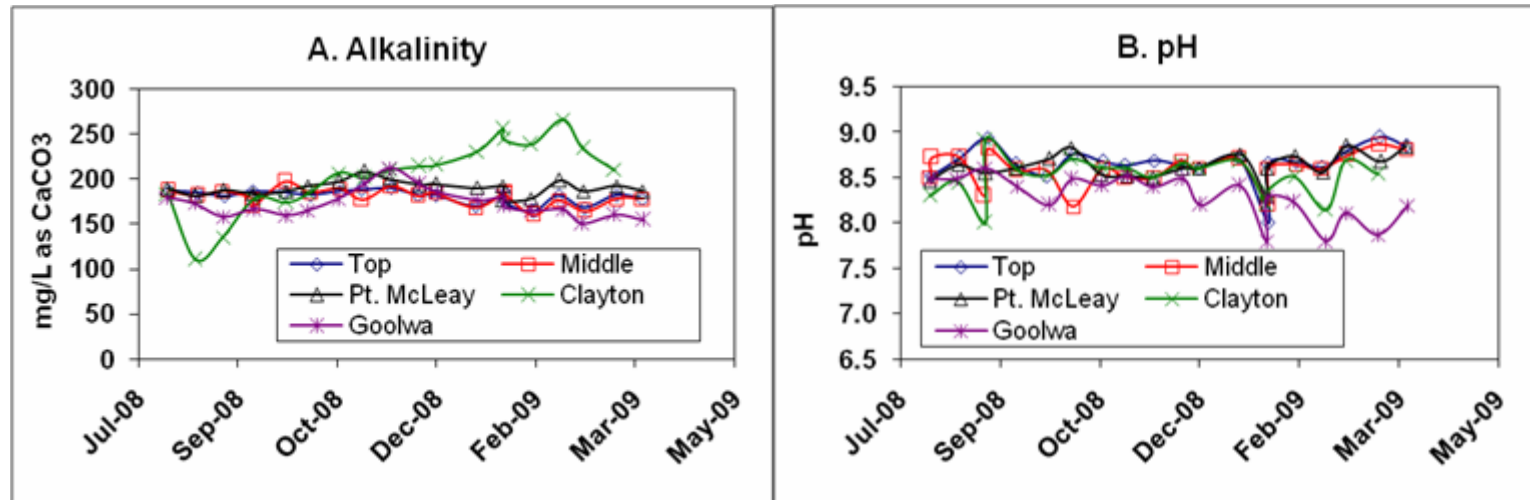 A. Alkalinity
mg/L as CaCO3
300
250
200
150
100
50
0
Top
Middle
Pt. McLeay
Clayton
Goolwa
Jul-08
Sep-08
Oct-08
Dec-08
Feb-09
Mar-09
May-09
B. pH
pH
9.5
9.0
8.5
8.0
7.5
7.0
6.5
Top
Middle
Pt. McLeay
Clayton
Goolwa
Jul-08
Sep-08
Oct-08
Dec-08
Feb-09
Mar-09
May-09